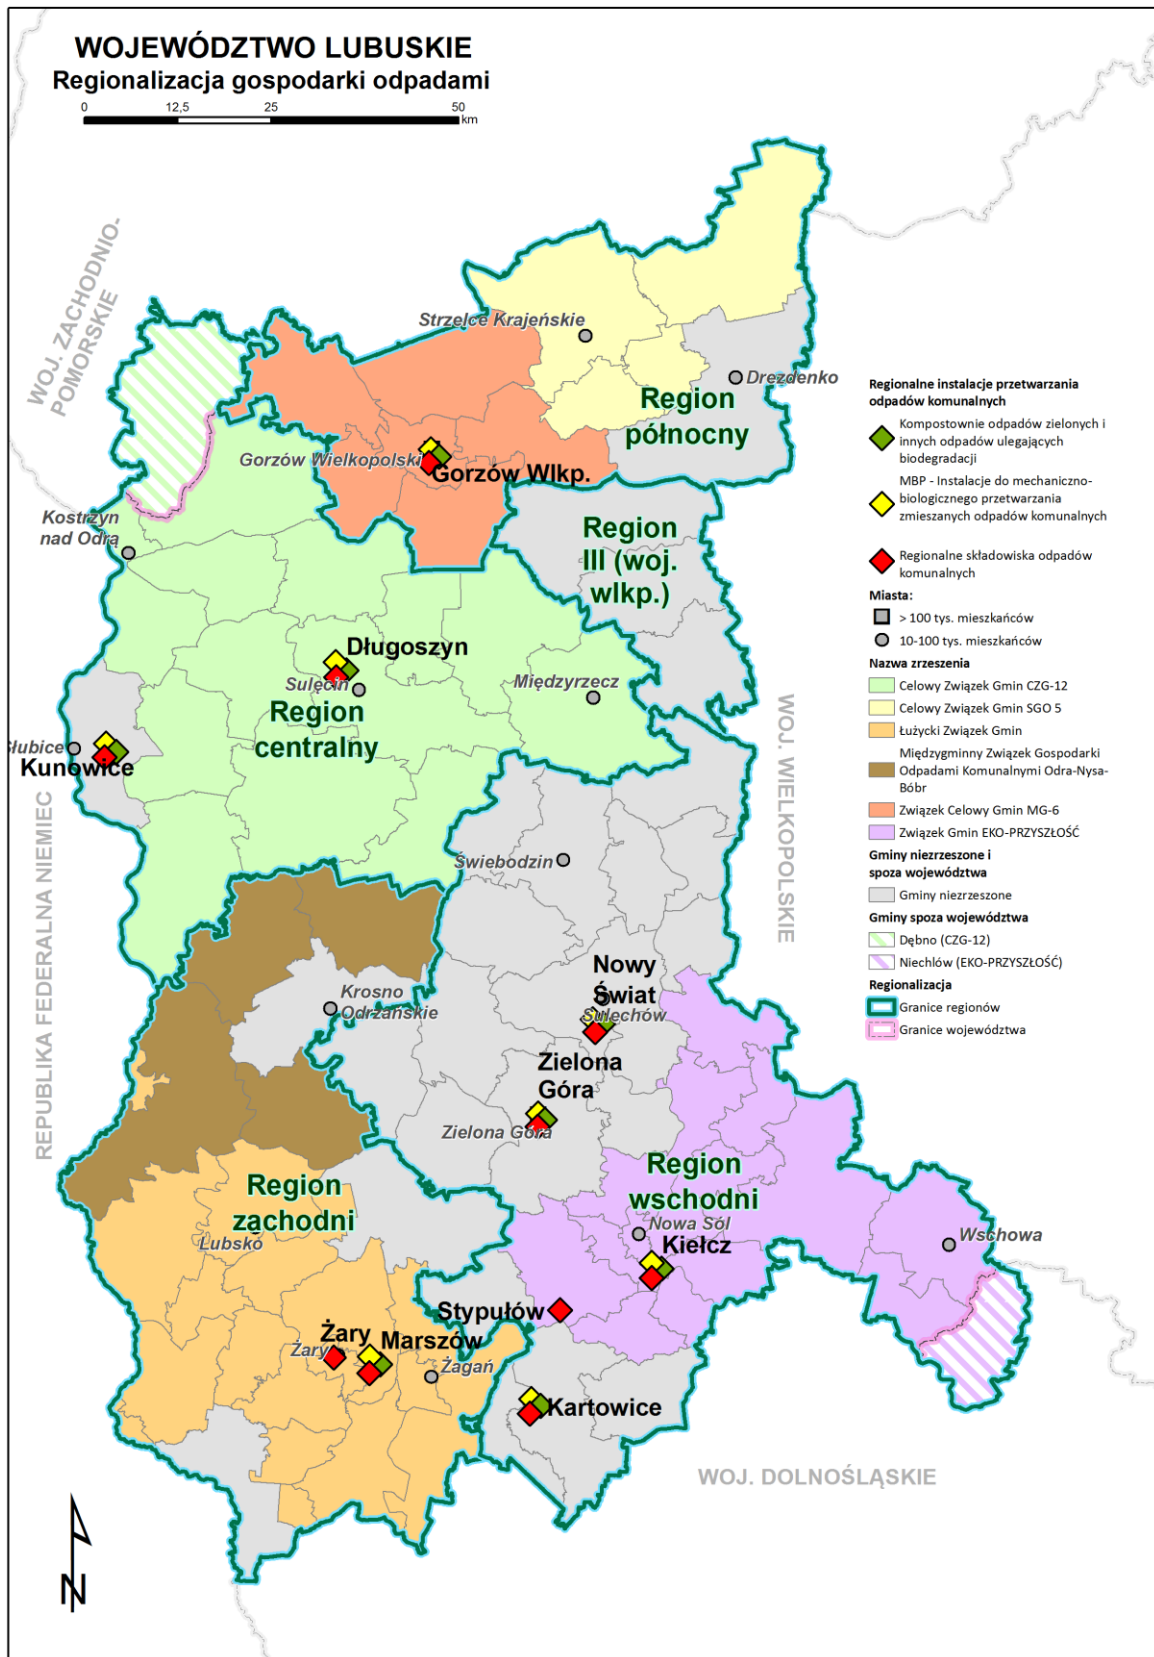 WOJEWÓDZTWO LUBUSKIE
Regionalizacja gospodarki odpadami
0 12,5 25 50
km
WOJ. ZACHODNIO-
POMORSKIE
Strzelce Krajeńskie
Drezdenko
Region
północny
Gorzów Wielkopolski
Gorzów Wlkp.
Kostrzyn
nad Odrą
Region
III (woj.
wlkp.)
Długoszyn
Sulęcin
Międzyrzecz
Region
centralny
Słubice
Kunowice
WOJ. WIELKOPOLSKIE
REPUBLIKA FEDERALNA NIEMIEC
Świebodzin
Nowy
Świat
Sulechów
Krosno
Odrzańskie
Zielona
Góra
Zielona Góra
Region
zachodni
Lubsko
Region
wschodni
Nowa Sól
Kiełcz
Wschowa
Stypułów
Żary
Żary
Marszów
Żagań
Kartowice
WOJ. DOLNOŚLĄSKIE
N
Regionalne instalacje przetwarzania
odpadów komunalnych
Kompostownie odpadów zielonych i
innych odpadów ulegających
biodegradacji
MBP - Instalacje do mechaniczno-
biologicznego przetwarzania
zmieszanych odpadów komunalnych
Regionalne składowiska odpadów
komunalnych
Miasta:
> 100 tys. mieszkańców
10-100 tys. mieszkańców
Nazwa zrzeszenia
Celowy Związek Gmin CZG-12
Celowy Związek Gmin SGO 5
Łużycki Związek Gmin
Międzygminny Związek Gospodarki
Odpadami Komunalnymi Odra-Nysa-
Bóbr
Związek Celowy Gmin MG-6
Związek Gmin EKO-PRZYSZŁOŚĆ
Gminy niezrzeszone i
spoza województwa
Gminy niezrzeszone
Gminy spoza województwa
Dębno (CZG-12)
Niechlów (EKO-PRZYSZŁOŚĆ)
Regionalizacja
Granice regionów
Granice województwa